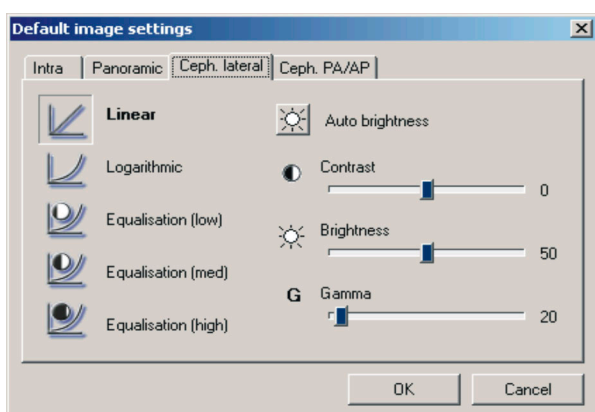 Default image settings
Intra
Panoramic
Ceph. lateral
Ceph. PA/AP
Linear
Logarithmic
Equalisation (low)
Equalisation (med)
Equalisation (high)
Auto brightness
Contrast
0
Brightness
50
G
Gamma
20
OK
Cancel